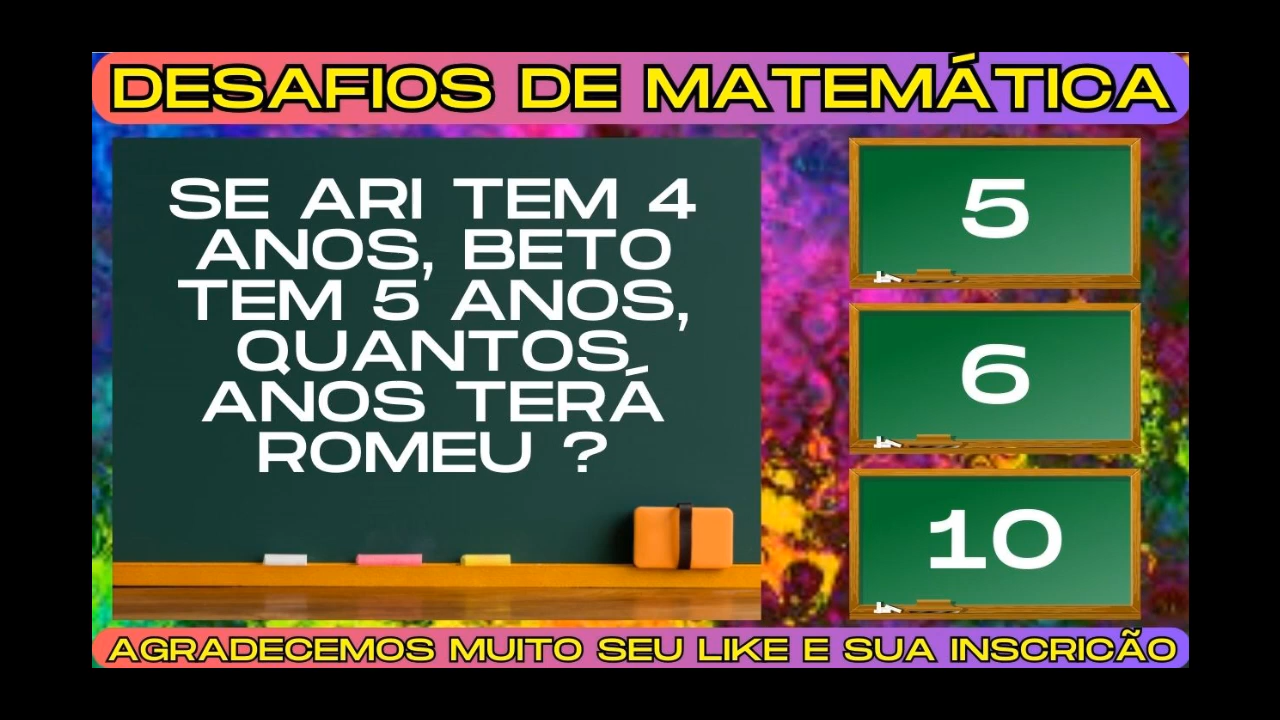 DESAFIOS DE MATEMÁTICA
SE ARI TEM 4
ANOS, BETO
TEM 5 ANOS,
QUANTOS
ANOS TERÁ
ROMEU ?
5
6
10
AGRADECEMOS MUITO SEU LIKE E SUA INSCRICÃO